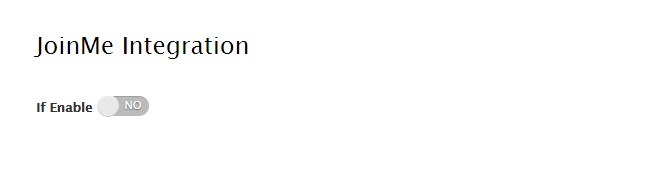 JoinMe Integration
If Enable NO